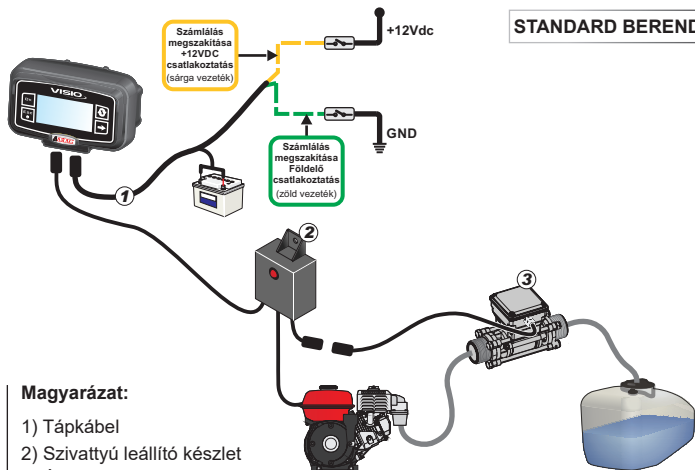 STANDARD BEREND
Számlálás
megszakítása
+12VDC
csatlakoztatás
(sárga vezeték)
+12Vdc
VISIO
GND
Számlálás
megszakítása
Földelő
csatlakoztatás
(zöld vezeték)
1
2
3
Magyarázat:
1) Tápkábel
2) Szivattyú leállító készlet